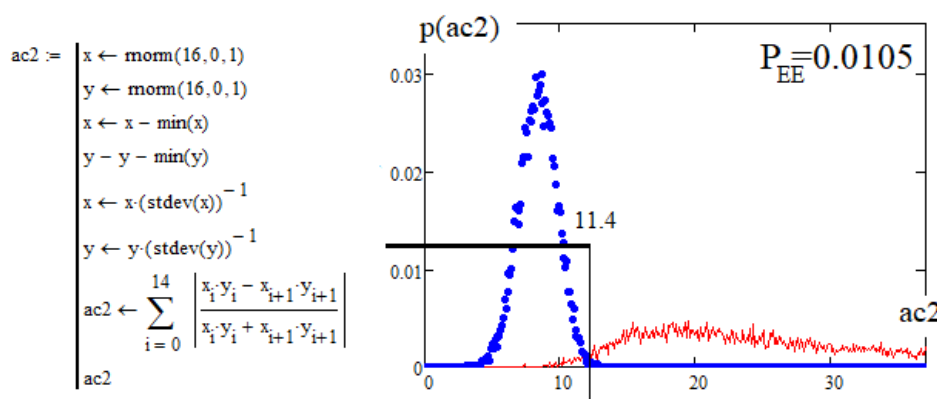 ac2 := x ← rnorm(16,0,1)
y ← rnorm(16,0,1)
x ← x − min(x)
y − y − min(y)
x ← x·(stdev(x))⁻¹
y ← y·(stdev(y))⁻¹
ac2 ← ∑_{i = 0}^{14} |(x_i·y_i − x_{i+1}·y_{i+1})/(x_i·y_i + x_{i+1}·y_{i+1})|
ac2
p(ac2)
P_EE=0.0105
0.03
0.02
11.4
0.01
ac2
0
0 10 20 30